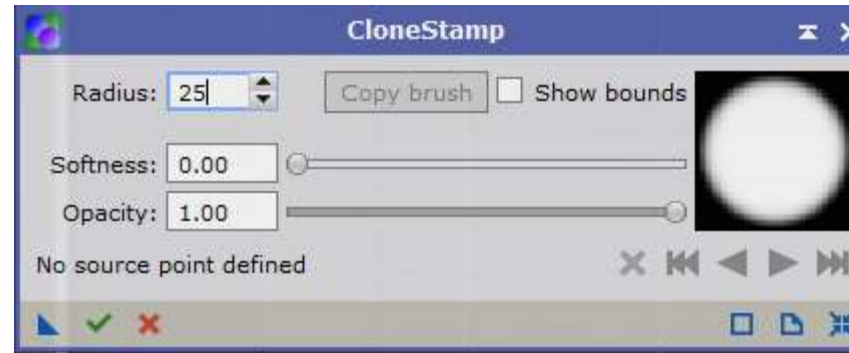 CloneStamp
Radius: 25 Copy brush Show bounds
Softness: 0.00
Opacity: 1.00
No source point defined